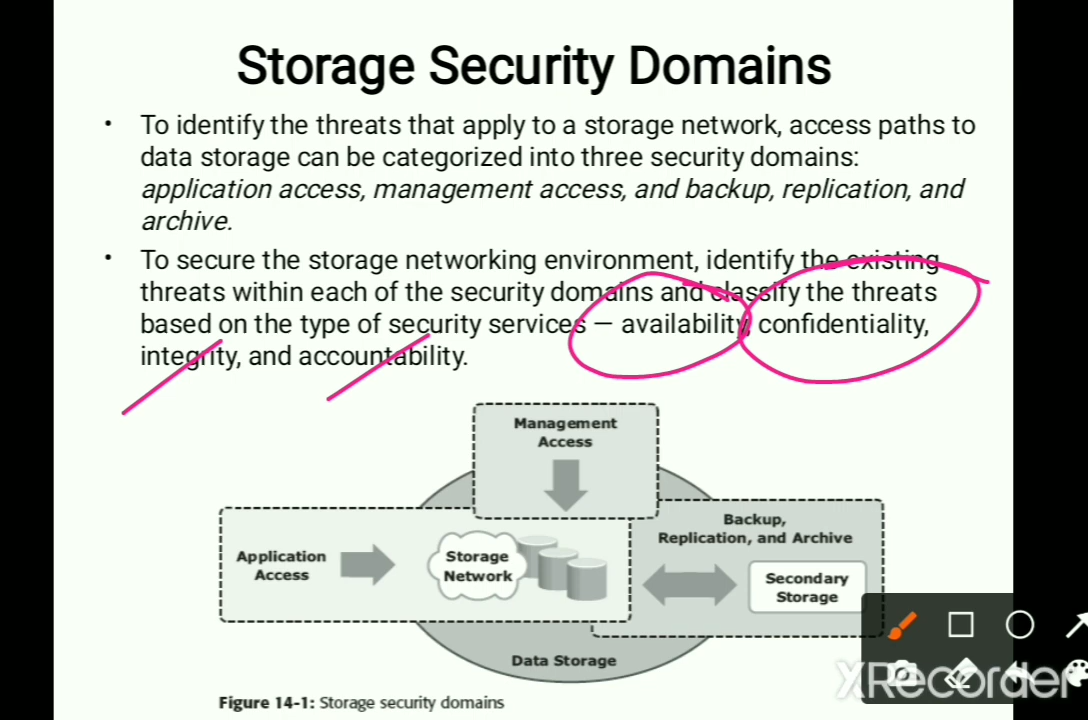 Storage Security Domains
• To identify the threats that apply to a storage network, access paths to
data storage can be categorized into three security domains:
application access, management access, and backup, replication, and
archive.
• To secure the storage networking environment, identify the existing
threats within each of the security domains and classify the threats
based on the type of security services — availability, confidentiality,
integrity, and accountability.
Management
Access
Backup,
Replication, and Archive
Application
Access
Storage
Network
Secondary
Storage
Data Storage
Figure 14-1: Storage security domains
XRecorder